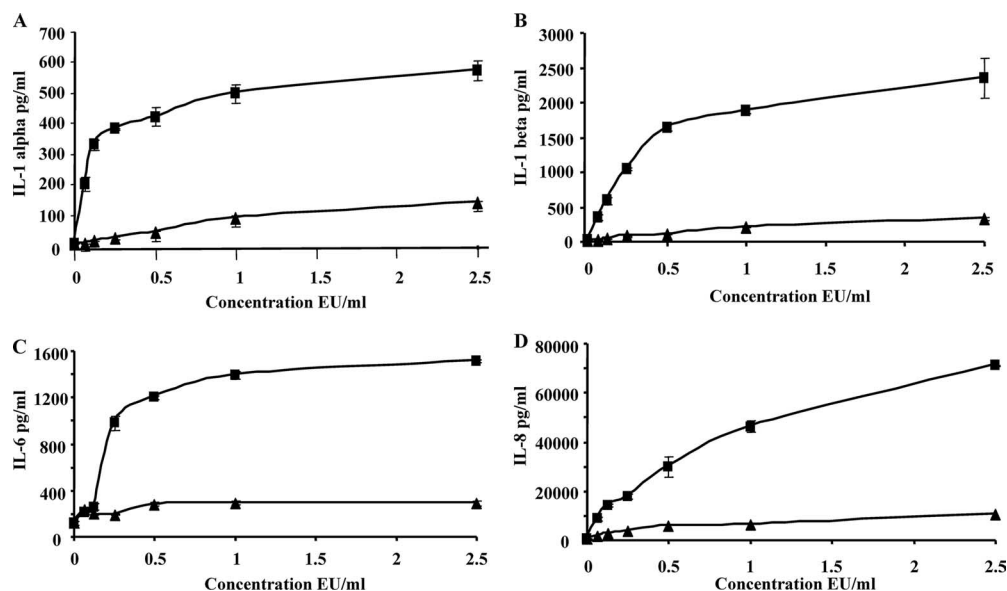 A
IL-1 alpha pg/ml
700
600
500
400
300
200
100
0
0 0.5 1 1.5 2 2.5
Concentration EU/ml
B
IL-1 beta pg/ml
3000
2500
2000
1500
1000
500
0
0 0.5 1 1.5 2 2.5
Concentration EU/ml
C
IL-6 pg/ml
1600
1200
800
400
0
0 0.5 1 1.5 2 2.5
Concentration EU/ml
D
IL-8 pg/ml
80000
60000
40000
20000
0
0 0.5 1 1.5 2 2.5
Concentration EU/ml